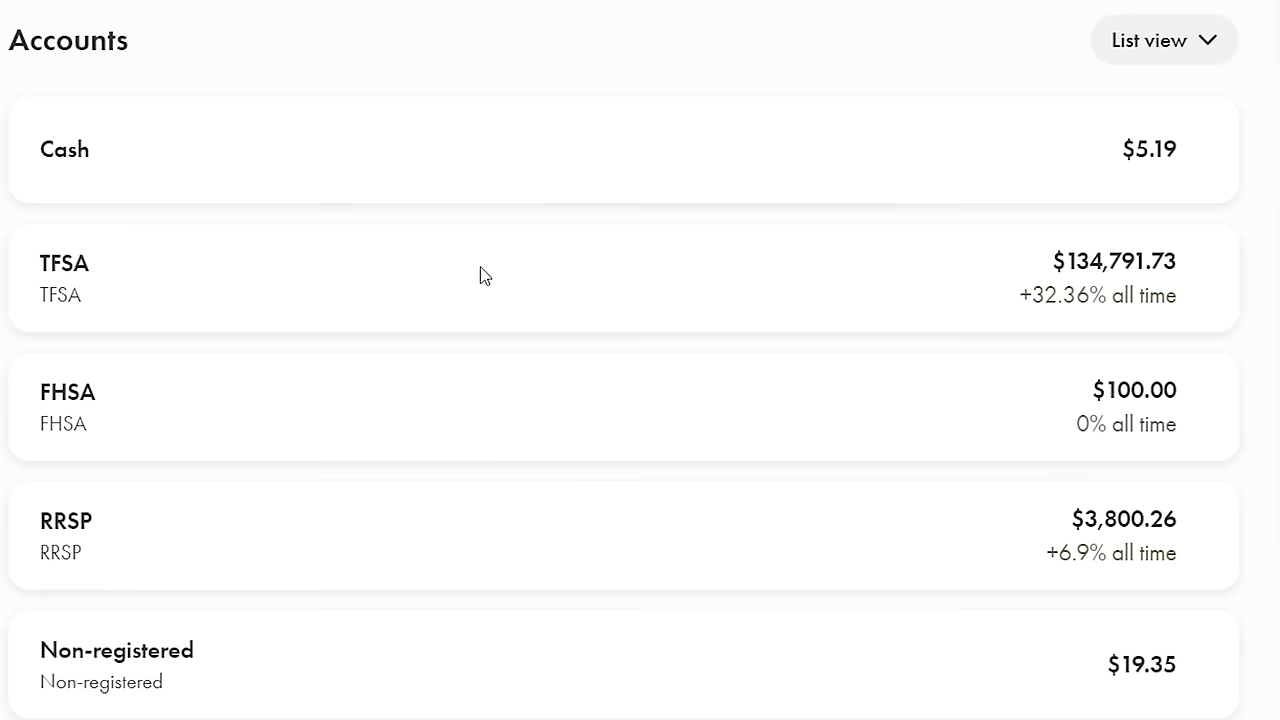 Accounts
List view
Cash
$5.19
TFSA
$134,791.73
TFSA
+32.36% all time
FHSA
$100.00
FHSA
0% all time
RRSP
$3,800.26
RRSP
+6.9% all time
Non-registered
$19.35
Non-registered